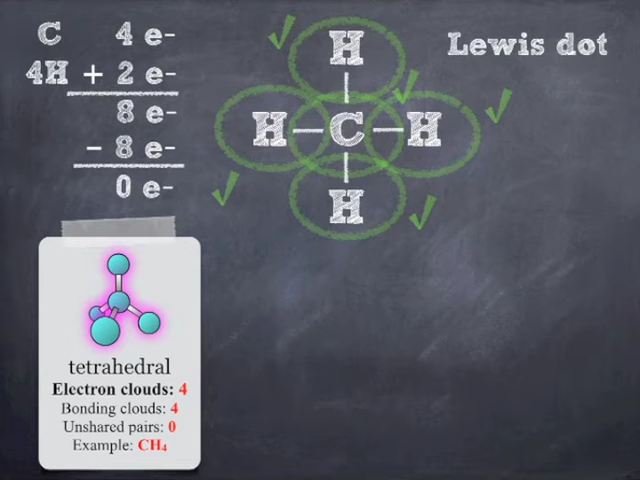 C 4 e-
4H + 2 e-
8 e-
- 8 e-
0 e-
H
H—C—H
H
Lewis dot
tetrahedral
Electron clouds: 4
Bonding clouds: 4
Unshared pairs: 0
Example: CH₄